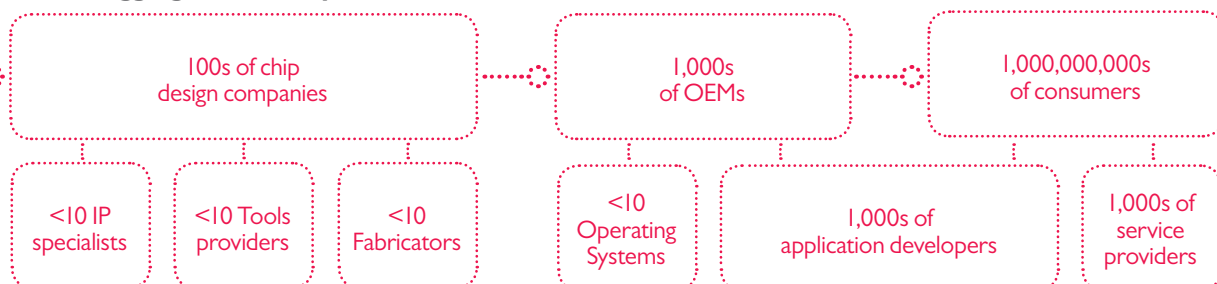 100s of chip
design companies
1,000s
of OEMs
1,000,000,000s
of consumers
<10 IP
specialists
<10 Tools
providers
<10
Fabricators
<10
Operating
Systems
1,000s of
application developers
1,000s of
service
providers